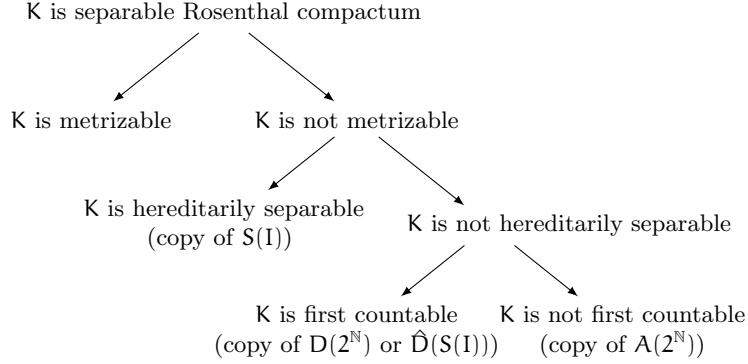 K is separable Rosenthal compactum
K is metrizable
K is not metrizable
K is hereditarily separable
(copy of S(I))
K is not hereditarily separable
K is first countable
(copy of D(2^ℕ) or D̂(S(I)))
K is not first countable
(copy of A(2^ℕ))